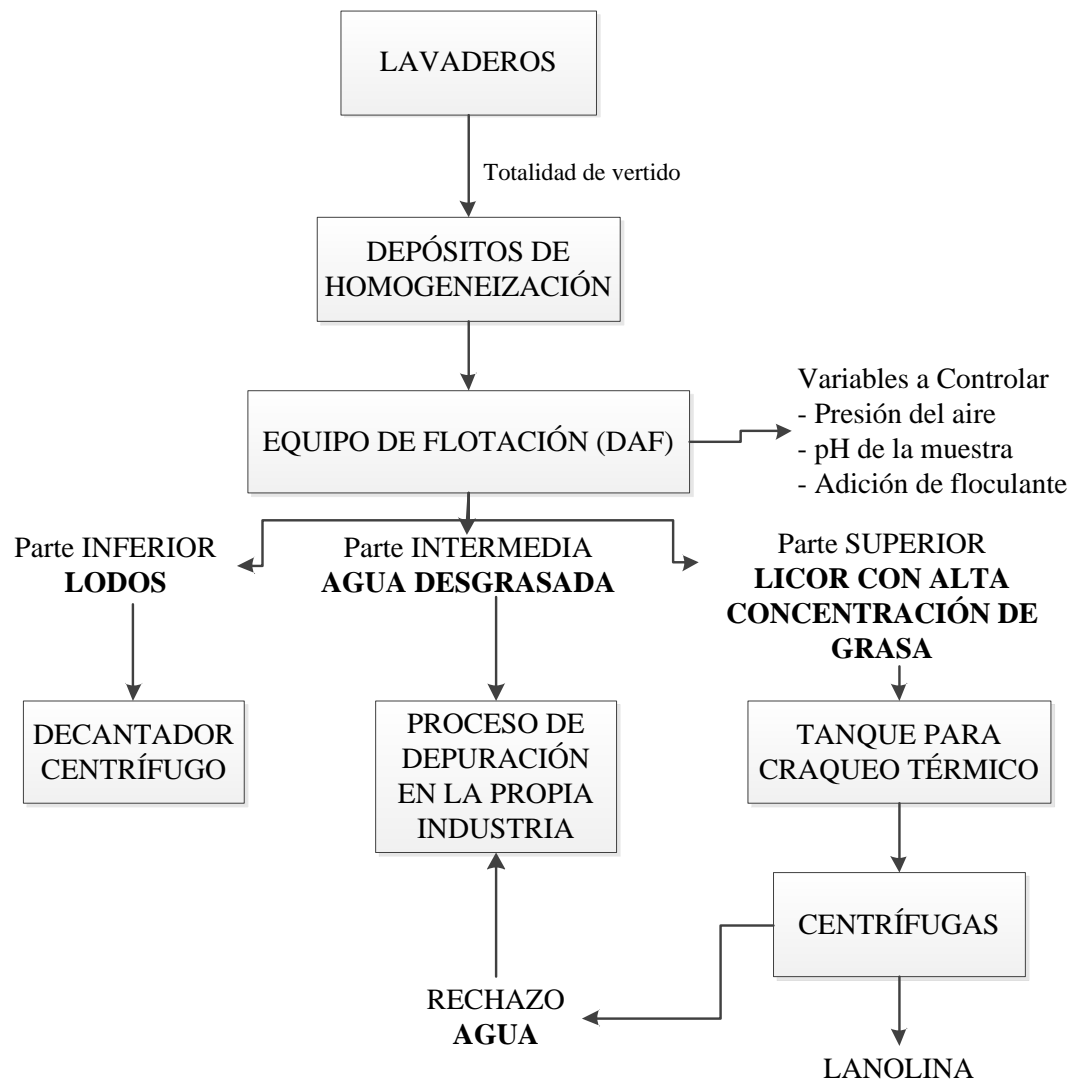 LAVADEROS
Totalidad de vertido
DEPÓSITOS DE
HOMOGENEIZACIÓN
EQUIPO DE FLOTACIÓN (DAF)
Variables a Controlar
- Presión del aire
- pH de la muestra
- Adición de floculante
Parte INFERIOR
LODOS
Parte INTERMEDIA
AGUA DESGRASADA
Parte SUPERIOR
LICOR CON ALTA
CONCENTRACIÓN DE
GRASA
DECANTADOR
CENTRÍFUGO
PROCESO DE
DEPURACIÓN
EN LA PROPIA
INDUSTRIA
TANQUE PARA
CRAQUEO TÉRMICO
CENTRÍFUGAS
RECHAZO
AGUA
LANOLINA